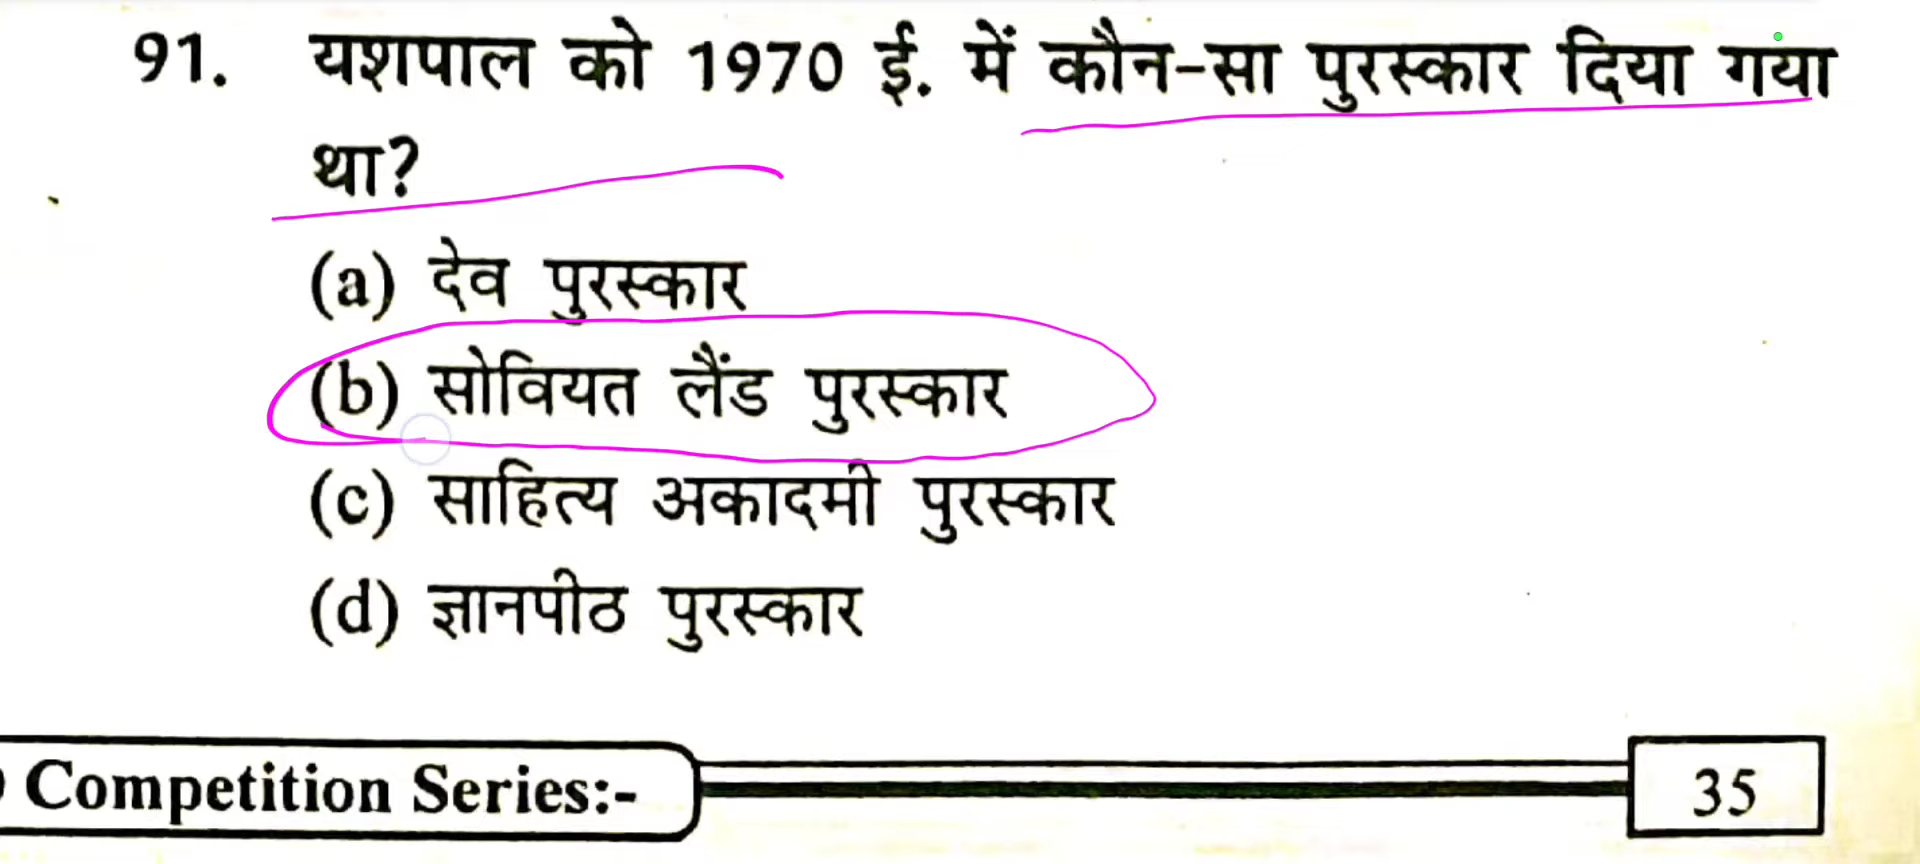 91. यशपाल को 1970 ई. में कौन-सा पुरस्कार दिया गया
था?
(a) देव पुरस्कार
(b) सोवियत लैंड पुरस्कार
(c) साहित्य अकादमी पुरस्कार
(d) ज्ञानपीठ पुरस्कार
Competition Series:-
35